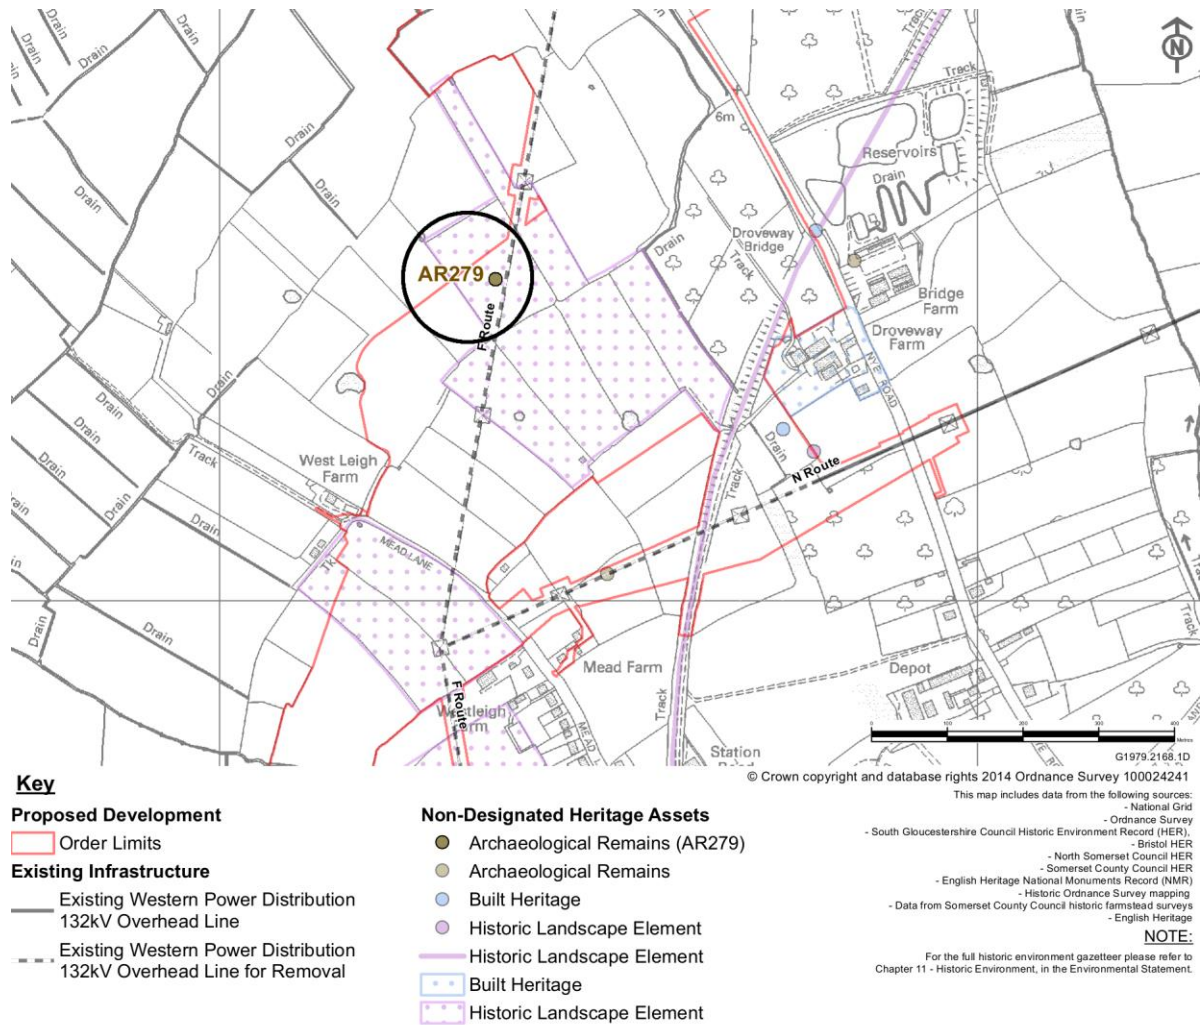 Drain
Drain
Drain
Drain
Drain
Drain
Drain
Drain
N
Track
Track
6m
Reservoirs
Drain
Droveway
Bridge
Drain
Track
AR279
F Route
Bridge
Farm
Droveway
Farm
NYE ROAD
Drain
Drain
Drain
Drain
Track
West Leigh
Farm
Drain
N Route
Track
Drain
Drain
MEAD LANE
Tk
Drain
Drain
Mead Farm
Depot
Track
Track
F Route
Westleigh
Farm
MEAD
Station
Metres
G1979.2168.1D
© Crown copyright and database rights 2014 Ordnance Survey 100024241
This map includes data from the following sources:
- National Grid
- Ordnance Survey
- South Gloucestershire Council Historic Environment Record (HER),
- Bristol HER
- North Somerset Council HER
- Somerset County Council HER
- English Heritage National Monuments Record (NMR)
- Historic Ordnance Survey mapping
- Data from Somerset County Council historic farmstead surveys
- English Heritage
NOTE:
For the full historic environment gazetteer please refer to
Chapter 11 - Historic Environment, in the Environmental Statement.
Key
Proposed Development
Order Limits
Existing Infrastructure
Existing Western Power Distribution
132kV Overhead Line
Existing Western Power Distribution
132kV Overhead Line for Removal
Non-Designated Heritage Assets
Archaeological Remains (AR279)
Archaeological Remains
Built Heritage
Historic Landscape Element
Historic Landscape Element
Built Heritage
Historic Landscape Element